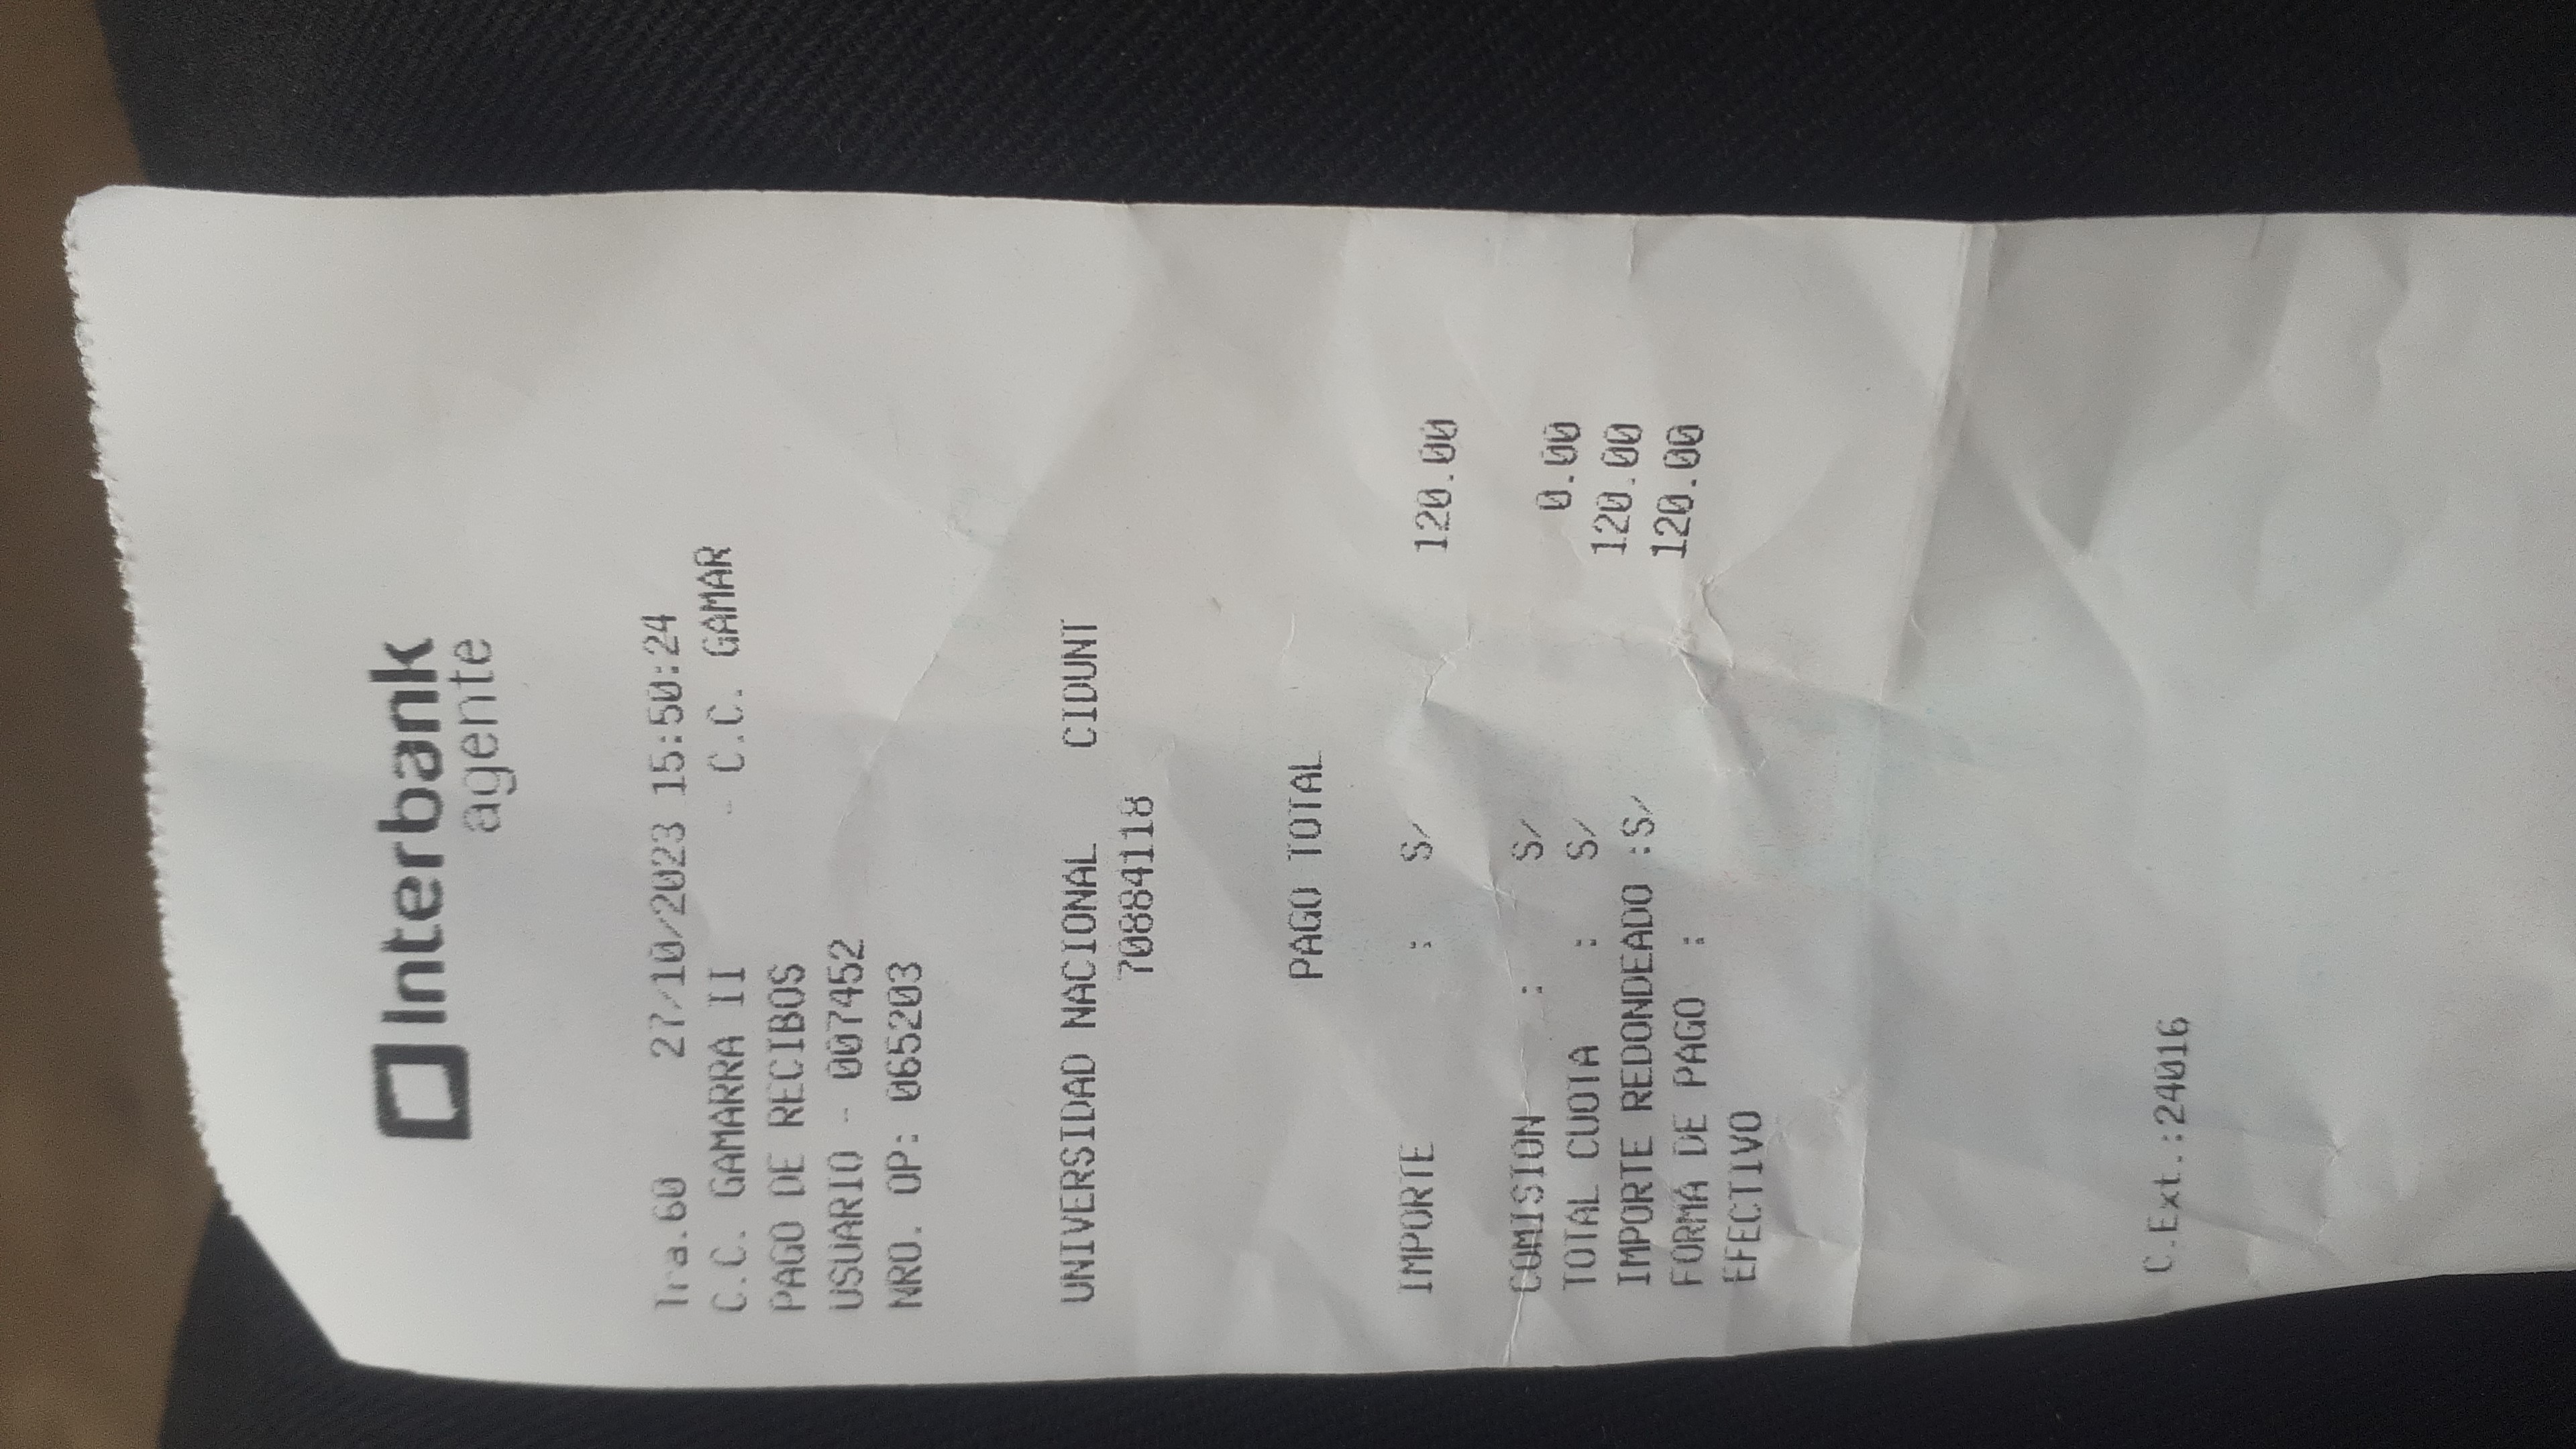 Interbank
agente
Tra.60 27/10/2023 15:50:24
C.C. GAMARRA II - C.C. GAMAR
PAGO DE RECIBOS
USUARIO - 007452
NRO. OP: 065203
UNIVERSIDAD NACIONAL CIDUNT
70884118
PAGO TOTAL
IMPORTE : S/ 120.00
COMISION : S/ 0.00
TOTAL CUOTA : S/ 120.00
IMPORTE REDONDEADO :S/ 120.00
FORMA DE PAGO :
EFECTIVO
C.Ext.:24016